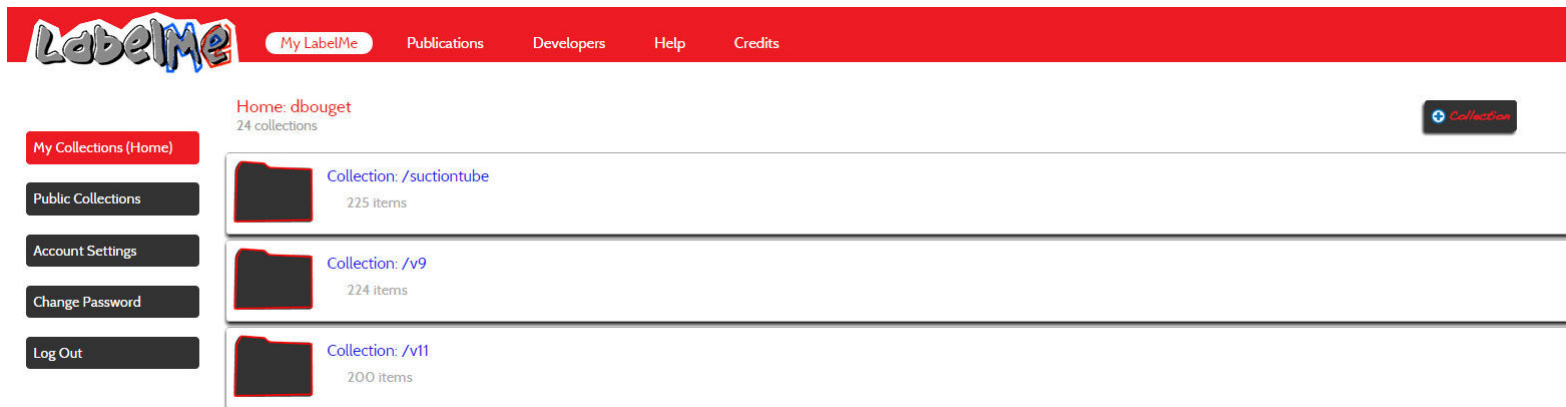 LabelMe
My LabelMe Publications Developers Help Credits
Home: dbouget
24 collections
Collection
My Collections (Home)
Public Collections
Account Settings
Change Password
Log Out
Collection: /suctiontube
225 items
Collection: /v9
224 items
Collection: /v11
200 items